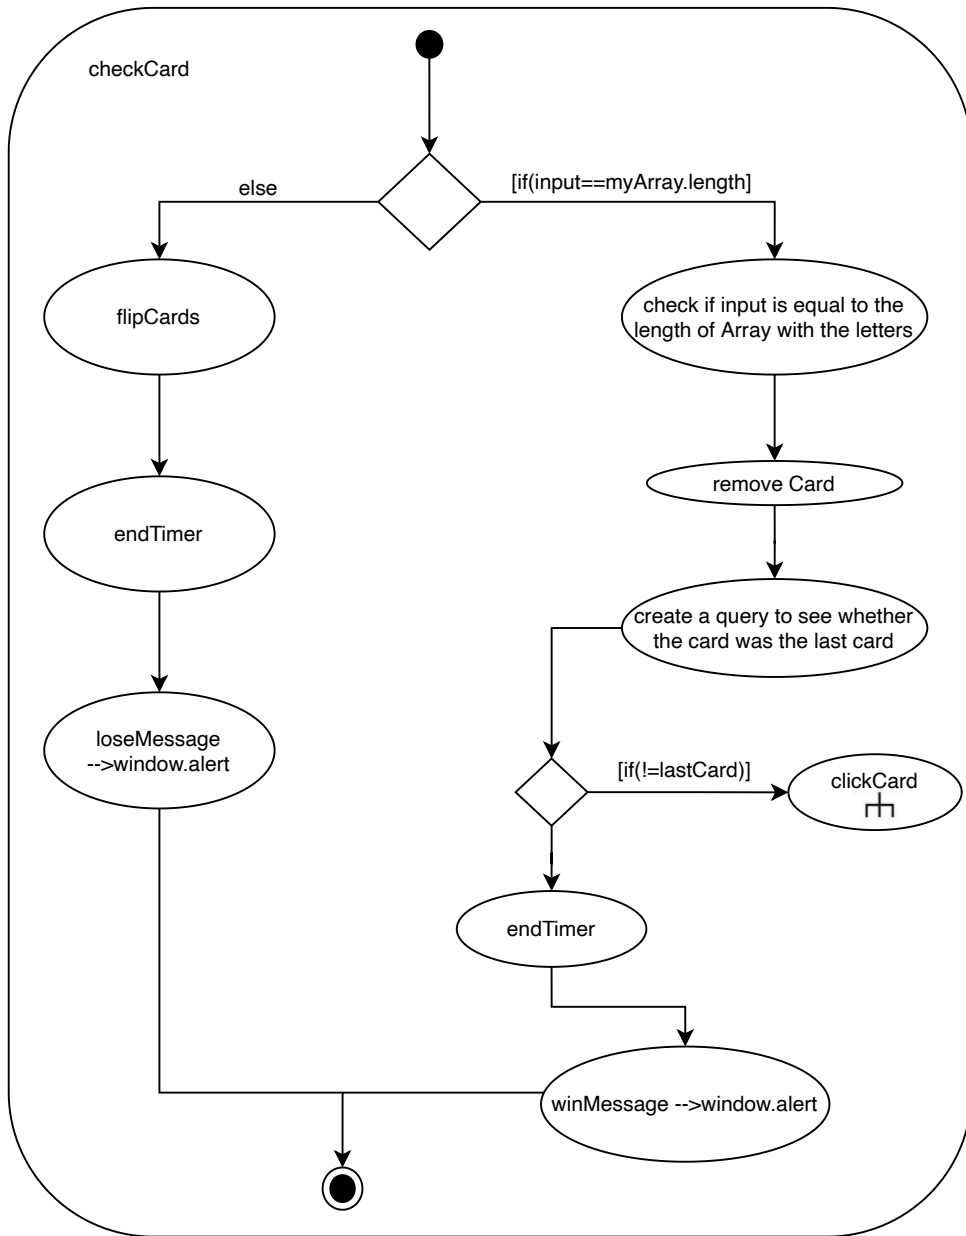 checkCard
else
[if(input==myArray.length]
flipCards
check if input is equal to the
length of Array with the letters
remove Card
endTimer
create a query to see whether
the card was the last card
loseMessage
-->window.alert
[if(!=lastCard)]
clickCard
endTimer
winMessage -->window.alert